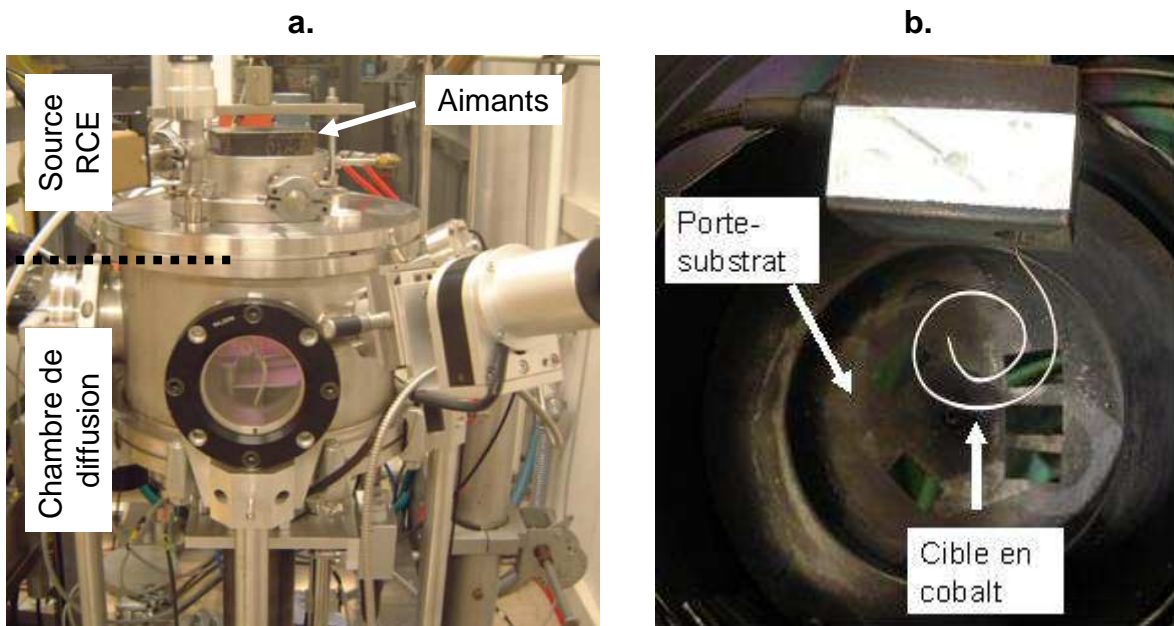 a.
b.
Source
RCE
Aimants
Chambre de
diffusion
Porte-
substrat
Cible en
cobalt